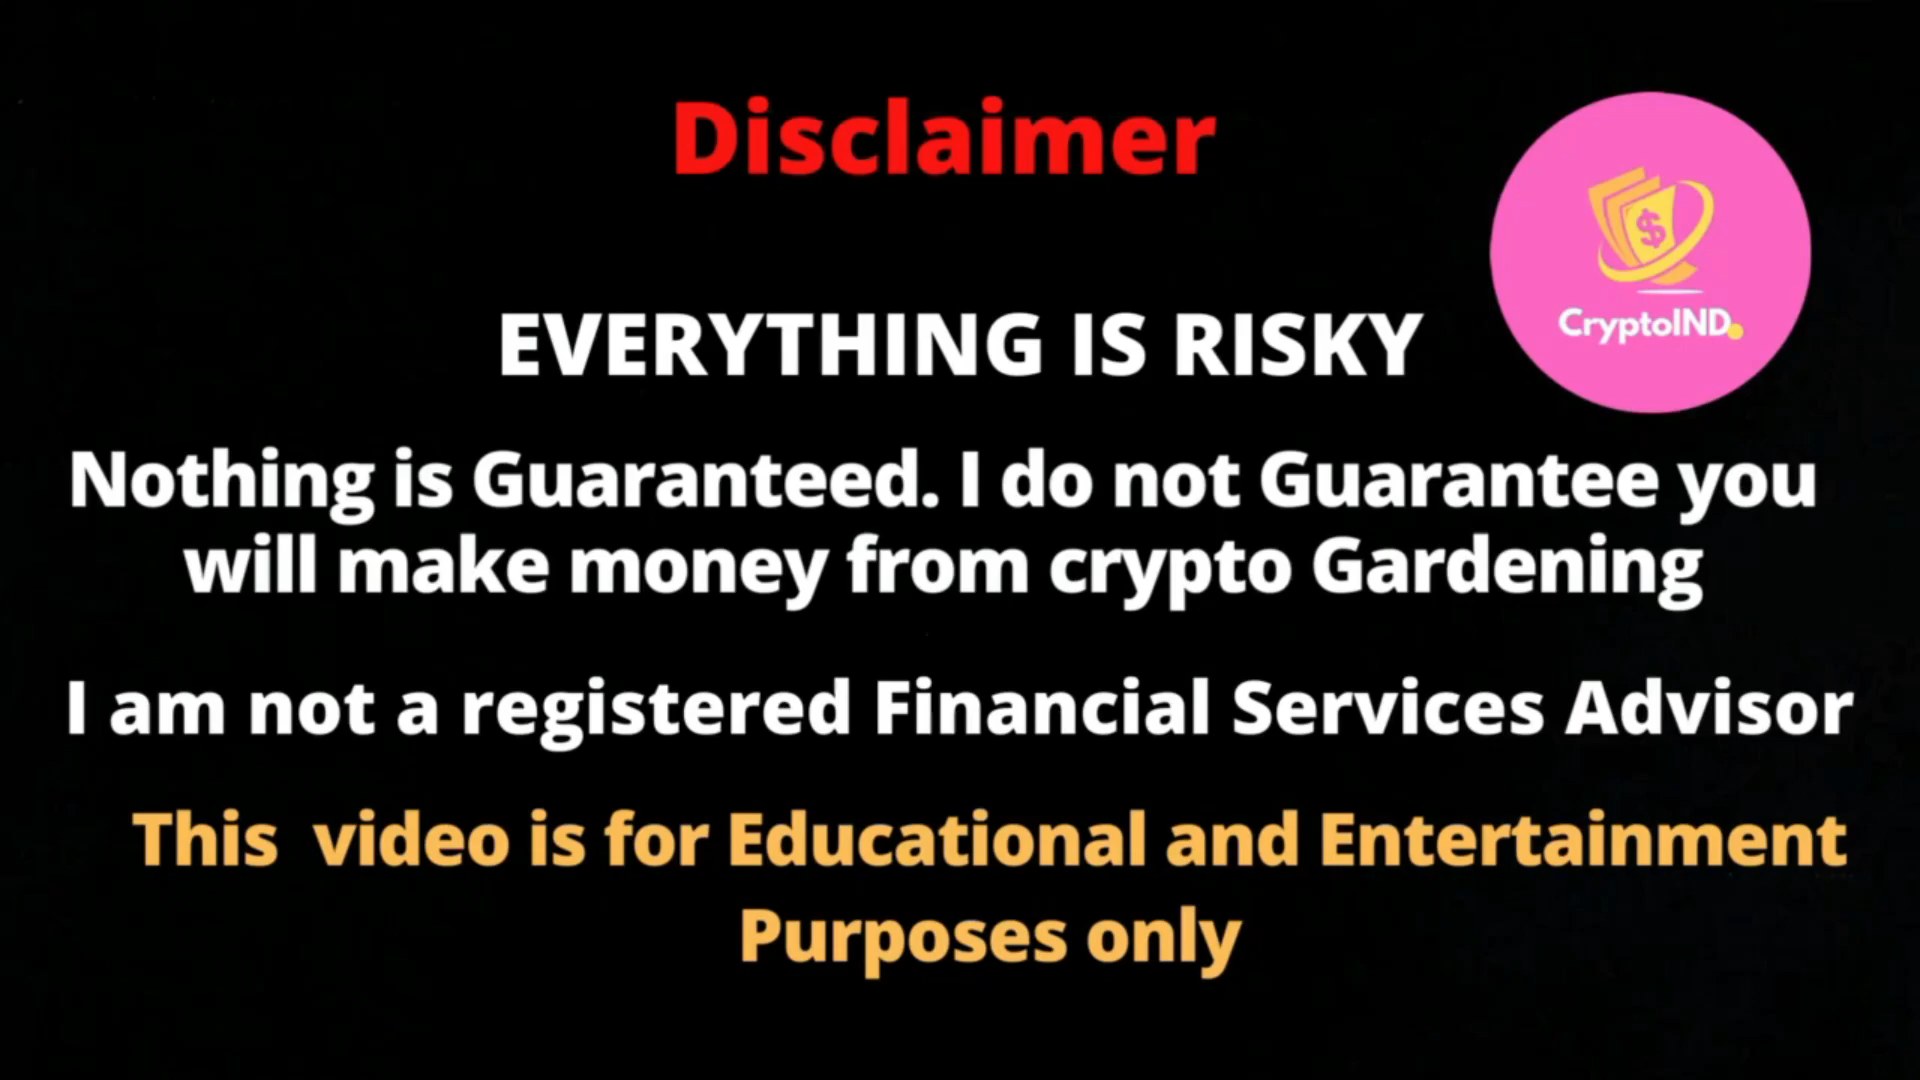 Disclaimer
$
CryptoIND.
EVERYTHING IS RISKY
Nothing is Guaranteed. I do not Guarantee you
will make money from crypto Gardening
I am not a registered Financial Services Advisor
This  video is for Educational and Entertainment
Purposes only